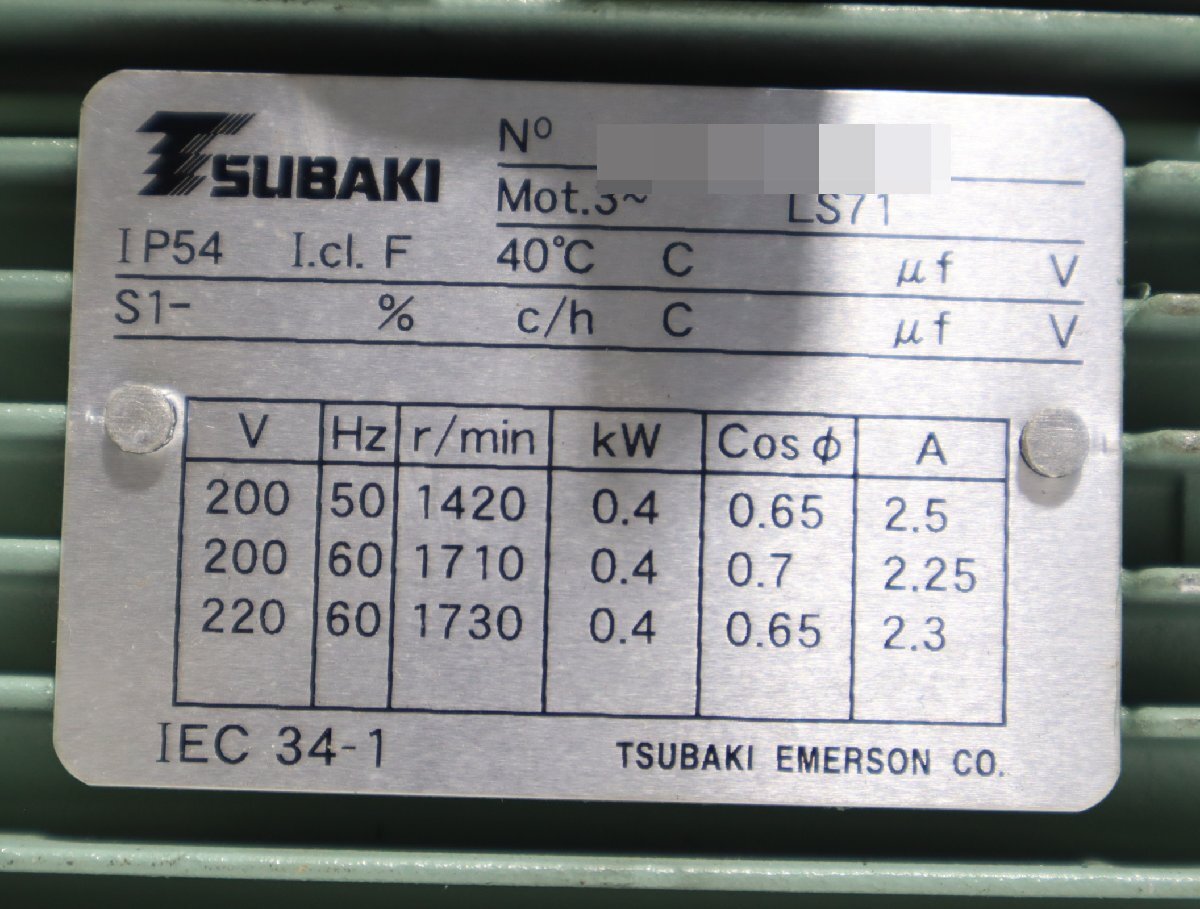 TSUBAKI
Nº
Mot.3~ LS71
IP54 I.cl. F 40℃ C μf V
S1- % c/h C μf V
V Hz r/min kW Cos ϕ A
200 50 1420 0.4 0.65 2.5
200 60 1710 0.4 0.7 2.25
220 60 1730 0.4 0.65 2.3
IEC 34-1 TSUBAKI EMERSON CO.